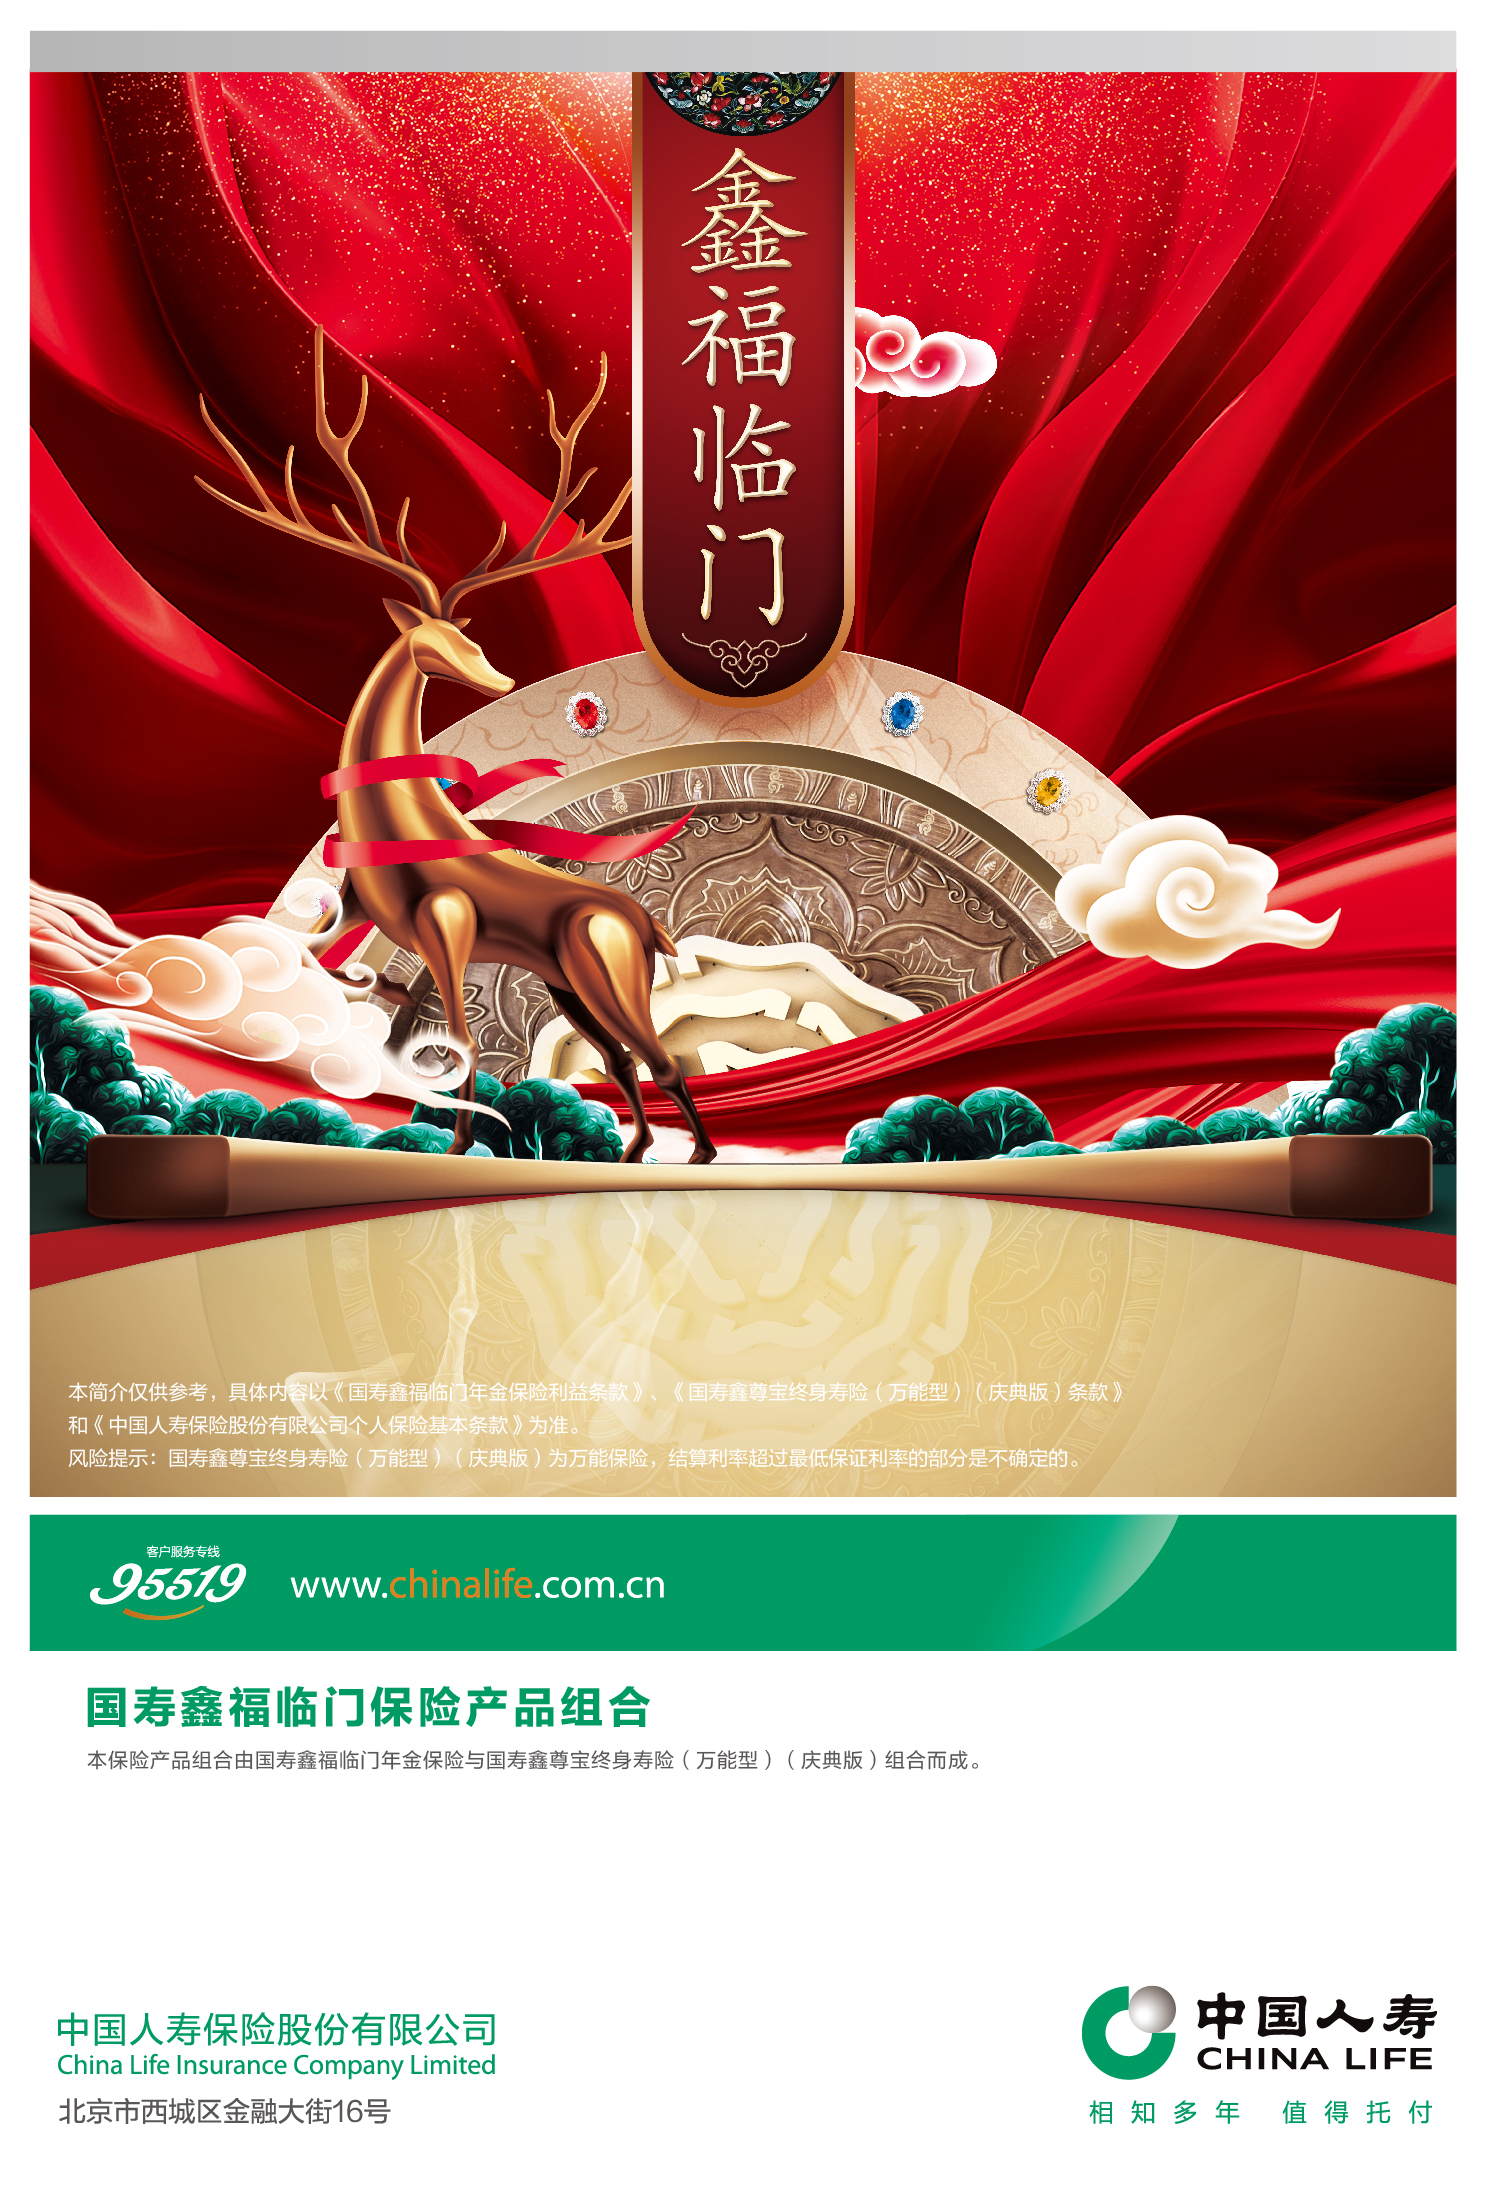 鑫福临门
本简介仅供参考，具体内容以《国寿鑫福临门年金保险利益条款》、《国寿鑫尊宝终身寿险（万能型）（庆典版）条款》
和《中国人寿保险股份有限公司个人保险基本条款》为准。
风险提示：国寿鑫尊宝终身寿险（万能型）（庆典版）为万能保险，结算利率超过最低保证利率的部分是不确定的。
客户服务专线
95519
www.chinalife.com.cn
国寿鑫福临门保险产品组合
本保险产品组合由国寿鑫福临门年金保险与国寿鑫尊宝终身寿险（万能型）（庆典版）组合而成。
中国人寿保险股份有限公司
China Life Insurance Company Limited
北京市西城区金融大街16号
中国人寿
CHINA LIFE
相知多年 值得托付